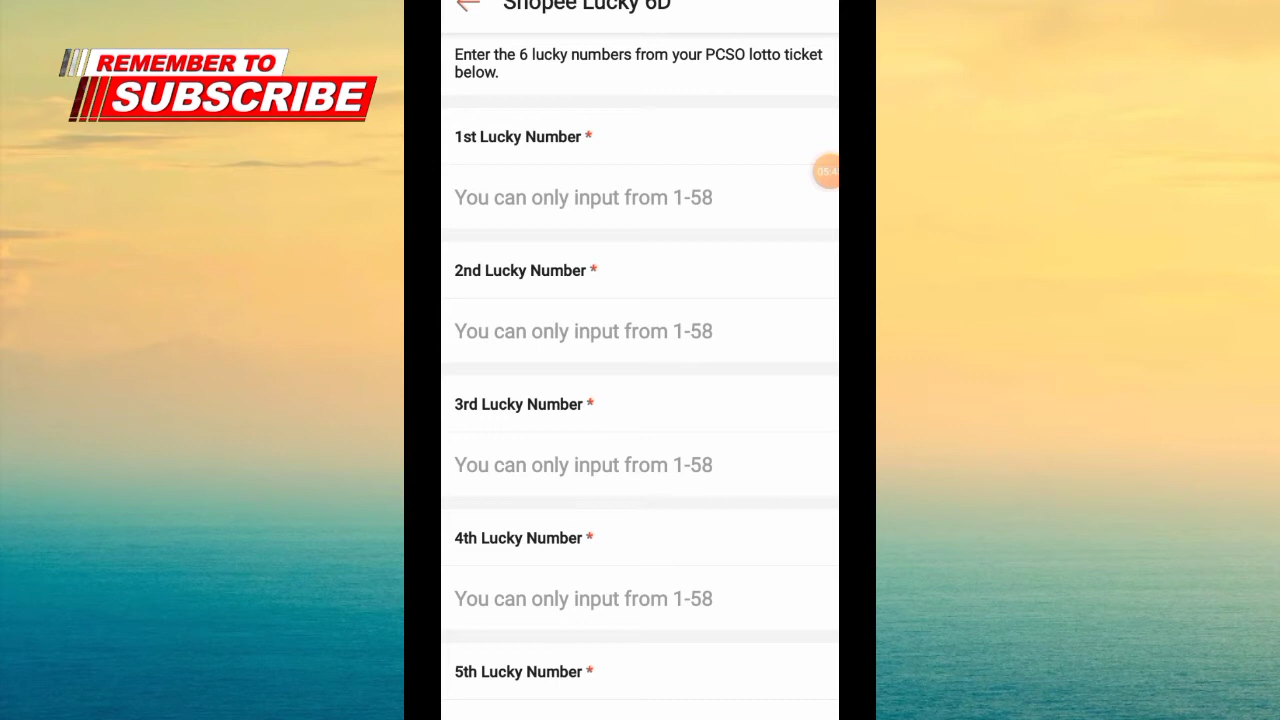 REMEMBER TO
SUBSCRIBE
Shopee Lucky 6D
Enter the 6 lucky numbers from your PCSO lotto ticket
below.
1st Lucky Number *
You can only input from 1-58
2nd Lucky Number *
You can only input from 1-58
3rd Lucky Number *
You can only input from 1-58
4th Lucky Number *
You can only input from 1-58
5th Lucky Number *